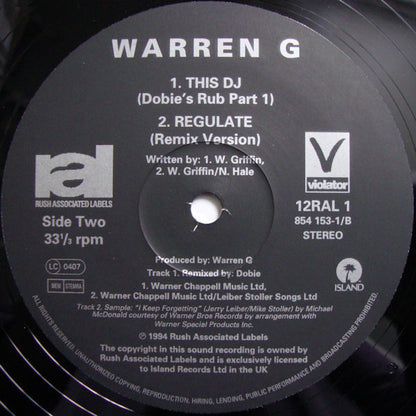 WARREN G
1. THIS DJ
(Dobie's Rub Part 1)
2. REGULATE
(Remix Version)
Written by: 1. W. Griffin,
2. W. Griffin/N. Hale
ral
RUSH ASSOCIATED LABELS
Side Two
33⅓ rpm
V
violator
12RAL 1
854 153-1/B
STEREO
LC 0407
BIEM STEMRA
ISLAND
Produced by: Warren G
Track 1. Remixed by: Dobie
1. Warner Chappell Music Ltd,
2. Warner Chappell Music Ltd/Leiber Stoller Songs Ltd
Track 2. Sample: "I Keep Forgetting" (Jerry Leiber/Mike Stoller) by Michael
McDonald courtesy of Warner Bros Records by arrangement with
Warner Special Products Inc.
℗ 1994 Rush Associated Labels
The copyright in this sound recording is owned by
Rush Associated Labels and is exclusively licensed
to Island Records Ltd in the UK
ALL RIGHTS RESERVED. UNAUTHORIZED COPYING, REPRODUCTION, HIRING, LENDING, PUBLIC PERFORMANCE AND BROADCASTING PROHIBITED.